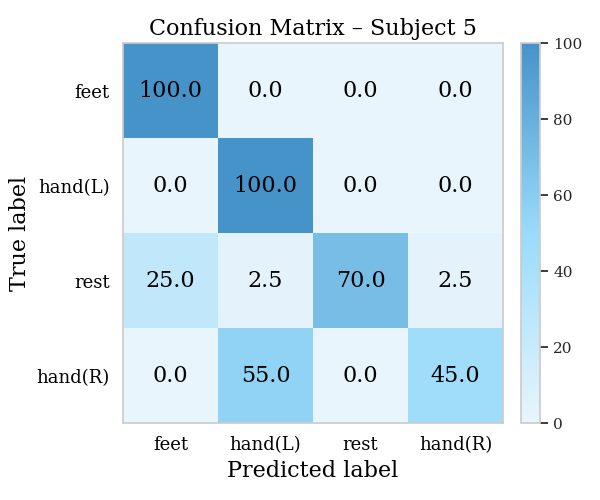 Confusion Matrix – Subject 5
True label
feet 100.0 0.0 0.0 0.0
hand(L) 0.0 100.0 0.0 0.0
rest 25.0 2.5 70.0 2.5
hand(R) 0.0 55.0 0.0 45.0
feet hand(L) rest hand(R)
Predicted label
100
80
60
40
20
0